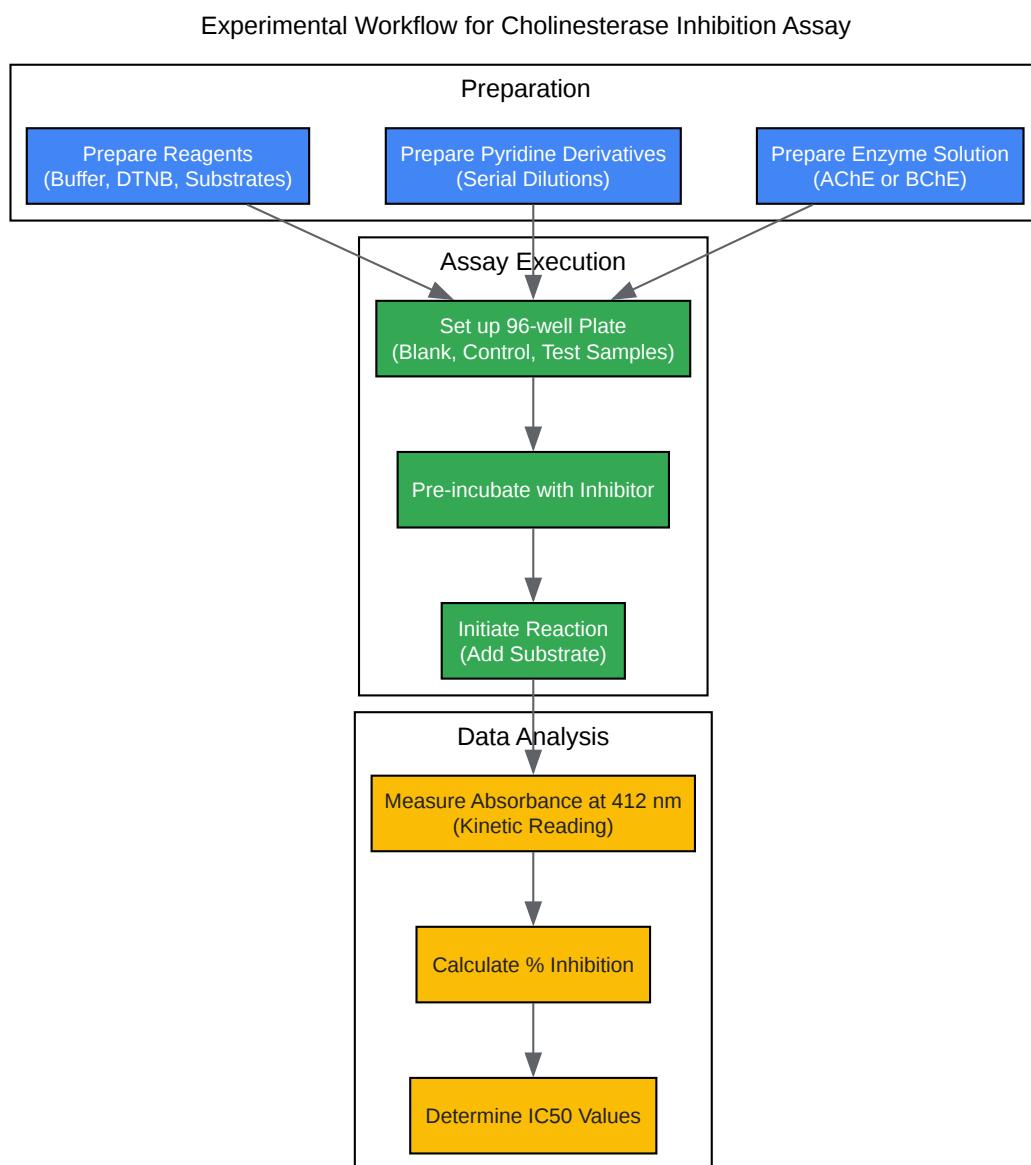 Experimental Workflow for Cholinesterase Inhibition Assay
Preparation
Prepare Reagents
(Buffer, DTNB, Substrates)
Prepare Pyridine Derivatives
(Serial Dilutions)
Prepare Enzyme Solution
(AChE or BChE)
Assay Execution
Set up 96-well Plate
(Blank, Control, Test Samples)
Pre-incubate with Inhibitor
Initiate Reaction
(Add Substrate)
Data Analysis
Measure Absorbance at 412 nm
(Kinetic Reading)
Calculate % Inhibition
Determine IC50 Values